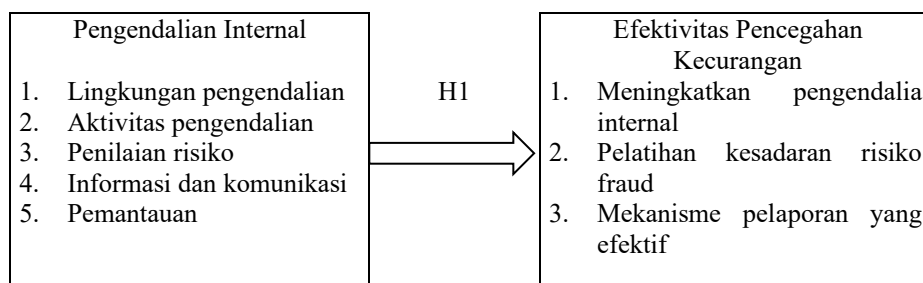 Pengendalian Internal
1. Lingkungan pengendalian
2. Aktivitas pengendalian
3. Penilaian risiko
4. Informasi dan komunikasi
5. Pemantauan
H1
Efektivitas Pencegahan
Kecurangan
1. Meningkatkan pengendalia
internal
2. Pelatihan kesadaran risiko
fraud
3. Mekanisme pelaporan yang
efektif